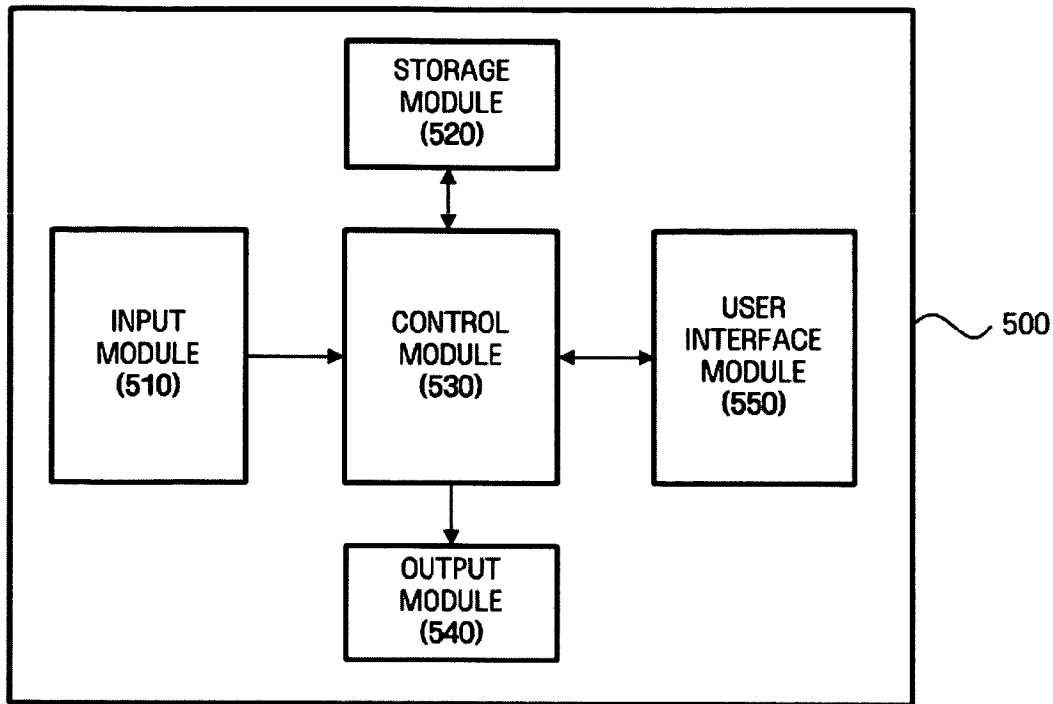 STORAGE
MODULE
(520)
INPUT
MODULE
(510)
CONTROL
MODULE
(530)
USER
INTERFACE
MODULE
(550)
500
OUTPUT
MODULE
(540)